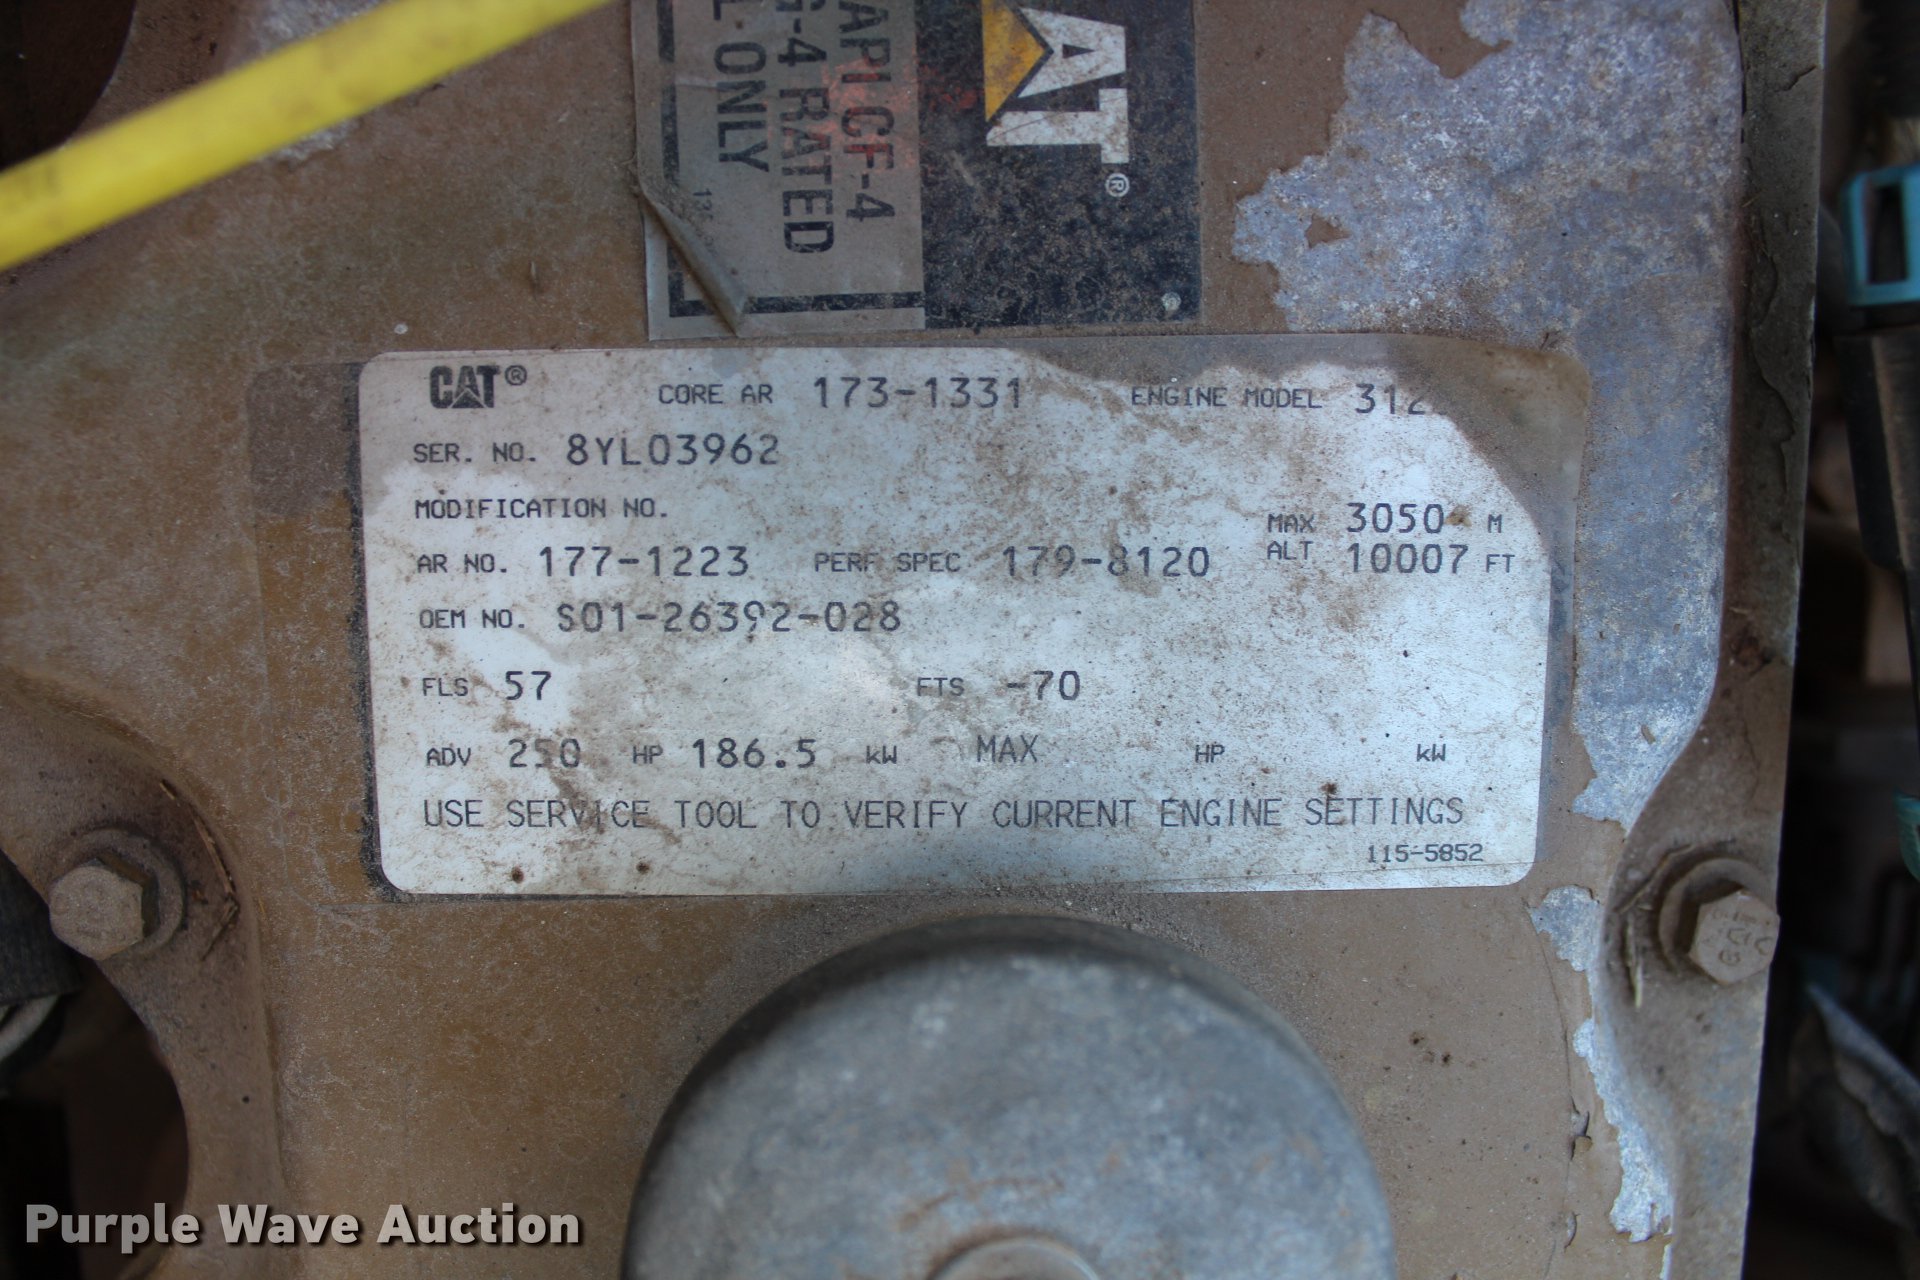 API CF-4
G-4 RATED
ONLY
CAT®
CORE AR 173-1331 ENGINE MODEL
SER. NO. 8YL03962
MODIFICATION NO.
MAX ALT 3050 M 10007 FT
AR NO. 177-1223 PERF SPEC 179-8120
OEM NO. S01-26392-028
FLS 57 FTS -70
ADV 250 HP 186.5 kW MAX HP kW
USE SERVICE TOOL TO VERIFY CURRENT ENGINE SETTINGS
115-5852
Purple Wave Auction